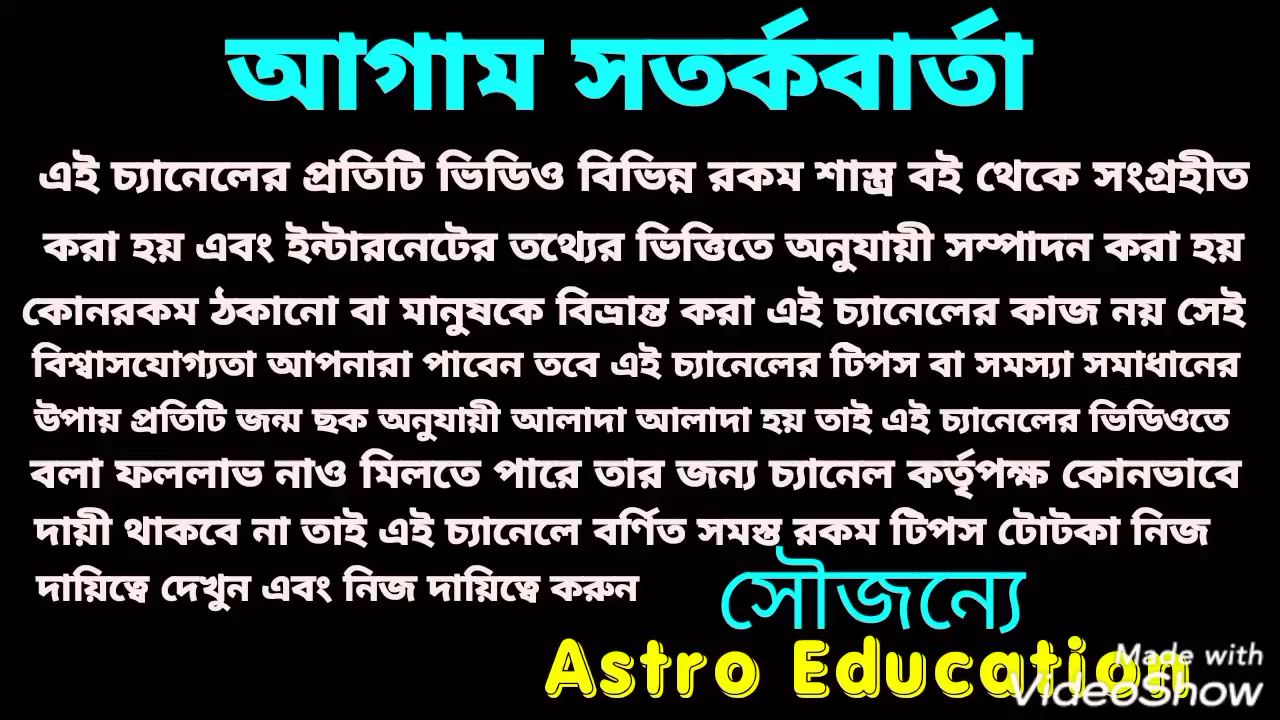 আগাম সতর্কবার্তা
এই চ্যানেলের প্রতিটি ভিডিও বিভিন্ন রকম শাস্ত্র বই থেকে সংগ্রহীত
করা হয় এবং ইন্টারনেটের তথ্যের ভিত্তিতে অনুযায়ী সম্পাদন করা হয়
কোনরকম ঠকানো বা মানুষকে বিভ্রান্ত করা এই চ্যানেলের কাজ নয় সেই
বিশ্বাসযোগ্যতা আপনারা পাবেন তবে এই চ্যানেলের টিপস বা সমস্যা সমাধানের
উপায় প্রতিটি জন্ম ছক অনুযায়ী আলাদা আলাদা হয় তাই এই চ্যানেলের ভিডিওতে
বলা ফললাভ নাও মিলতে পারে তার জন্য চ্যানেল কর্তৃপক্ষ কোনভাবে
দায়ী থাকবে না তাই এই চ্যানেলে বর্ণিত সমস্ত রকম টিপস টোটকা নিজ
দায়িত্বে দেখুন এবং নিজ দায়িত্বে করুন
সৌজন্যে
Astro Education
Made with
VideoShow